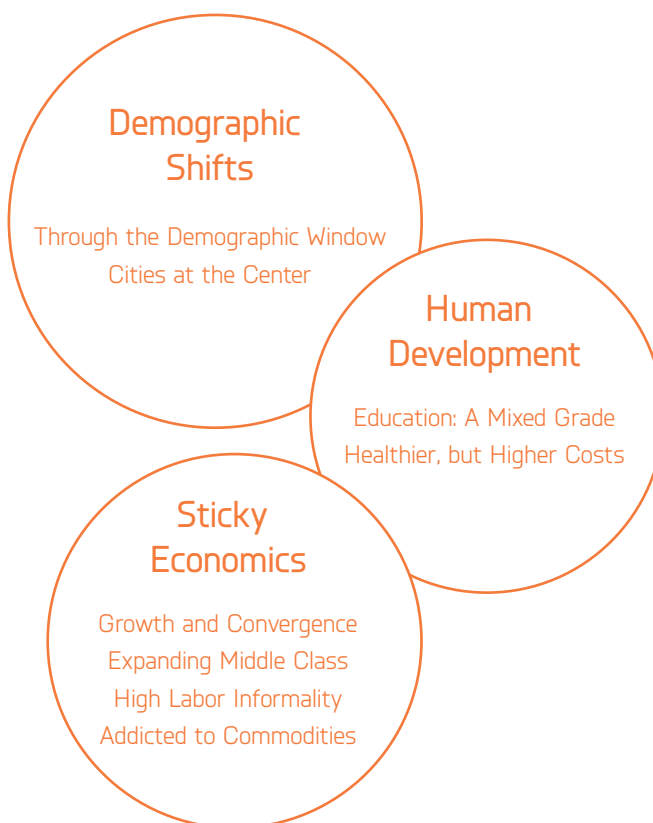 Demographic
Shifts
Through the Demographic Window
Cities at the Center
Human
Development
Education: A Mixed Grade
Healthier, but Higher Costs
Sticky
Economics
Growth and Convergence
Expanding Middle Class
High Labor Informality
Addicted to Commodities